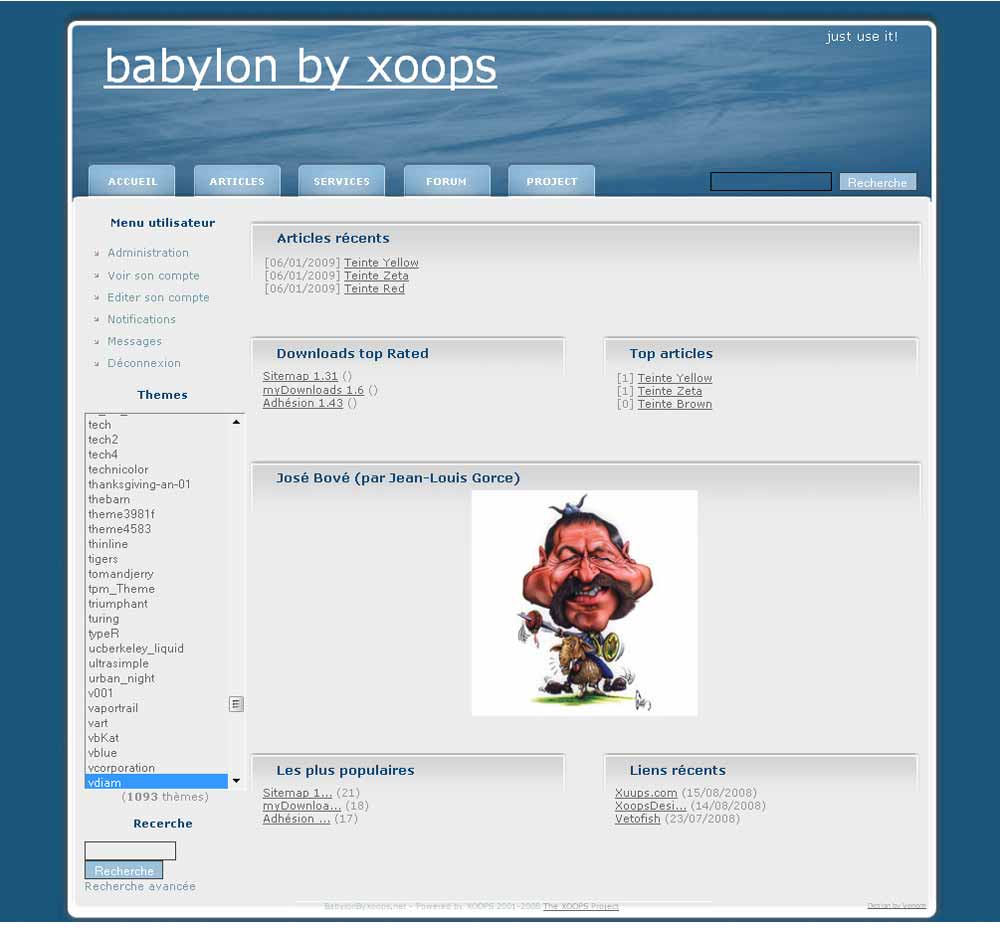 just use it!
babylon by xoops
ACCUEIL ARTICLES SERVICES FORUM PROJECT Recherche
Menu utilisateur
Administration
Voir son compte
Editer son compte
Notifications
Messages
Déconnexion
Themes
tech
tech2
tech4
technicolor
thanksgiving-an-01
thebarn
theme3981f
theme4583
thinline
tigers
tomandjerry
tpm_Theme
triumphant
turing
typeR
ucberkeley_liquid
ultrasimple
urban_night
v001
vaportrail
vart
vbKat
vblue
vcorporation
vdiam
(1093 thèmes)
Recerche
Recherche
Recherche avancée
Articles récents
[06/01/2009] Teinte Yellow
[06/01/2009] Teinte Zeta
[06/01/2009] Teinte Red
Downloads top Rated
Sitemap 1.31 ()
myDownloads 1.6 ()
Adhésion 1.43 ()
Top articles
[1] Teinte Yellow
[1] Teinte Zeta
[0] Teinte Brown
José Bové (par Jean-Louis Gorce)
Les plus populaires
Sitemap 1... (21)
myDownloa... (18)
Adhésion ... (17)
Liens récents
Xuups.com (15/08/2008)
XoopsDesi... (14/08/2008)
Vetofish (23/07/2008)
BabylonByXoops.net - Powered by XOOPS 2001-2008 The XOOPS Project
Design by Venom